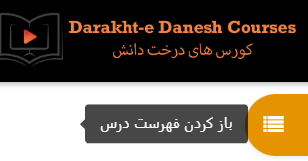 Darakht-e Danesh Courses
کورس های درخت دانش
باز کردن فهرست درس